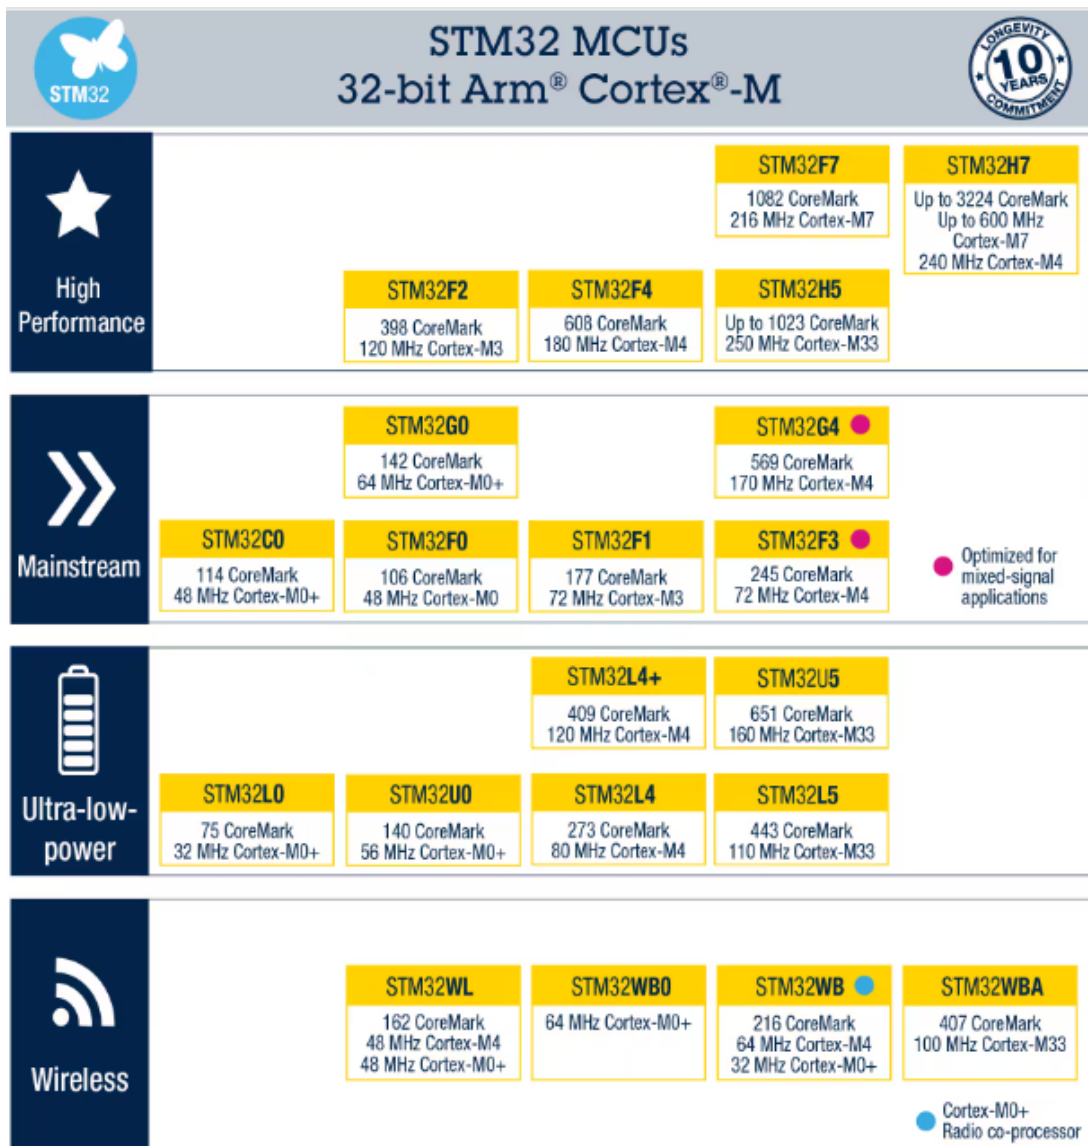 STM32
STM32 MCUs
32-bit Arm® Cortex®-M
LONGEVITY
10
YEARS
COMMITMENT
High
Performance
STM32F7
1082 CoreMark
216 MHz Cortex-M7
STM32H7
Up to 3224 CoreMark
Up to 600 MHz
Cortex-M7
240 MHz Cortex-M4
STM32F2
398 CoreMark
120 MHz Cortex-M3
STM32F4
608 CoreMark
180 MHz Cortex-M4
STM32H5
Up to 1023 CoreMark
250 MHz Cortex-M33
Mainstream
STM32G0
142 CoreMark
64 MHz Cortex-M0+
STM32G4
569 CoreMark
170 MHz Cortex-M4
STM32C0
114 CoreMark
48 MHz Cortex-M0+
STM32F0
106 CoreMark
48 MHz Cortex-M0
STM32F1
177 CoreMark
72 MHz Cortex-M3
STM32F3
245 CoreMark
72 MHz Cortex-M4
Optimized for
mixed-signal
applications
Ultra-low-
power
STM32L4+
409 CoreMark
120 MHz Cortex-M4
STM32U5
651 CoreMark
160 MHz Cortex-M33
STM32L0
75 CoreMark
32 MHz Cortex-M0+
STM32U0
140 CoreMark
56 MHz Cortex-M0+
STM32L4
273 CoreMark
80 MHz Cortex-M4
STM32L5
443 CoreMark
110 MHz Cortex-M33
Wireless
STM32WL
162 CoreMark
48 MHz Cortex-M4
48 MHz Cortex-M0+
STM32WB0
64 MHz Cortex-M0+
STM32WB
216 CoreMark
64 MHz Cortex-M4
32 MHz Cortex-M0+
STM32WBA
407 CoreMark
100 MHz Cortex-M33
Cortex-M0+
Radio co-processor